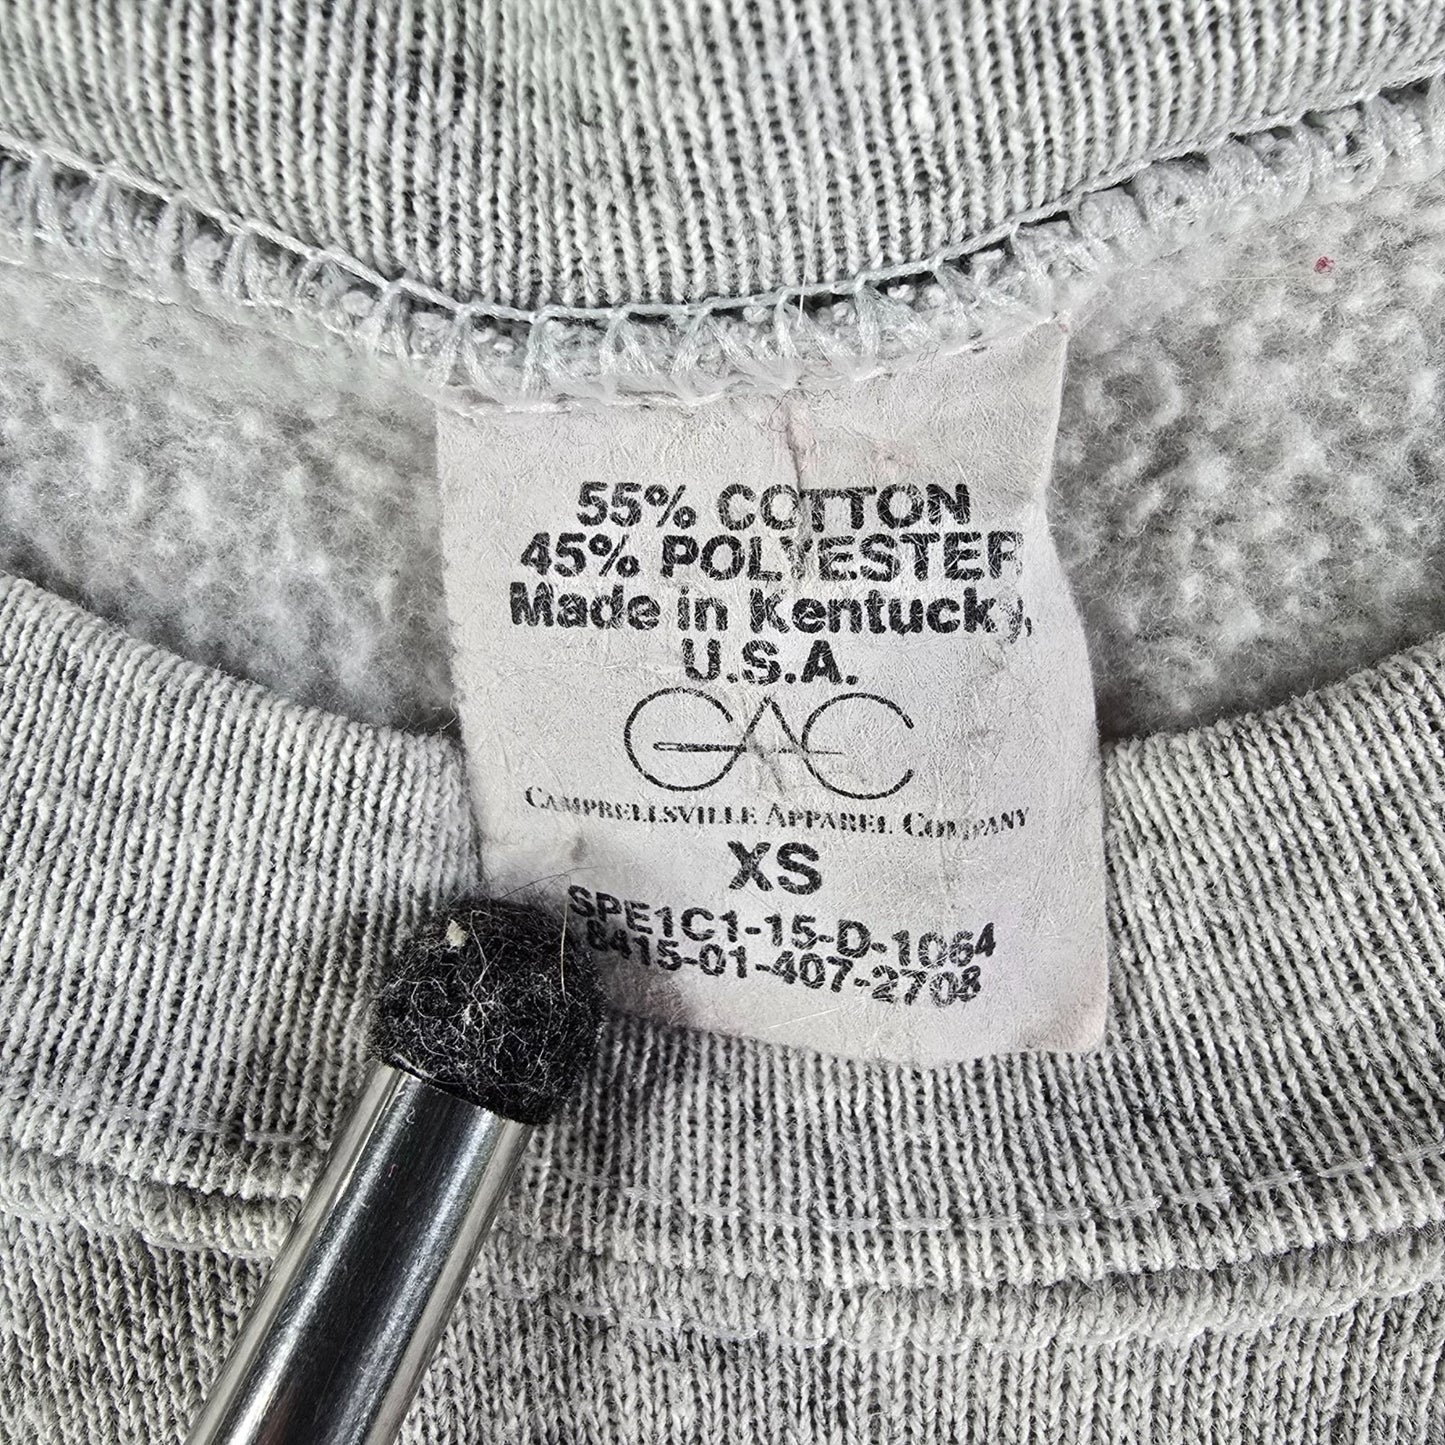 55% COTTON
45% POLYESTER
Made in Kentucky,
U.S.A.
CAC
CAMPBELLSVILLE APPAREL COMPANY
XS
SPE1C1-15-D-1064
8415-01-407-2708